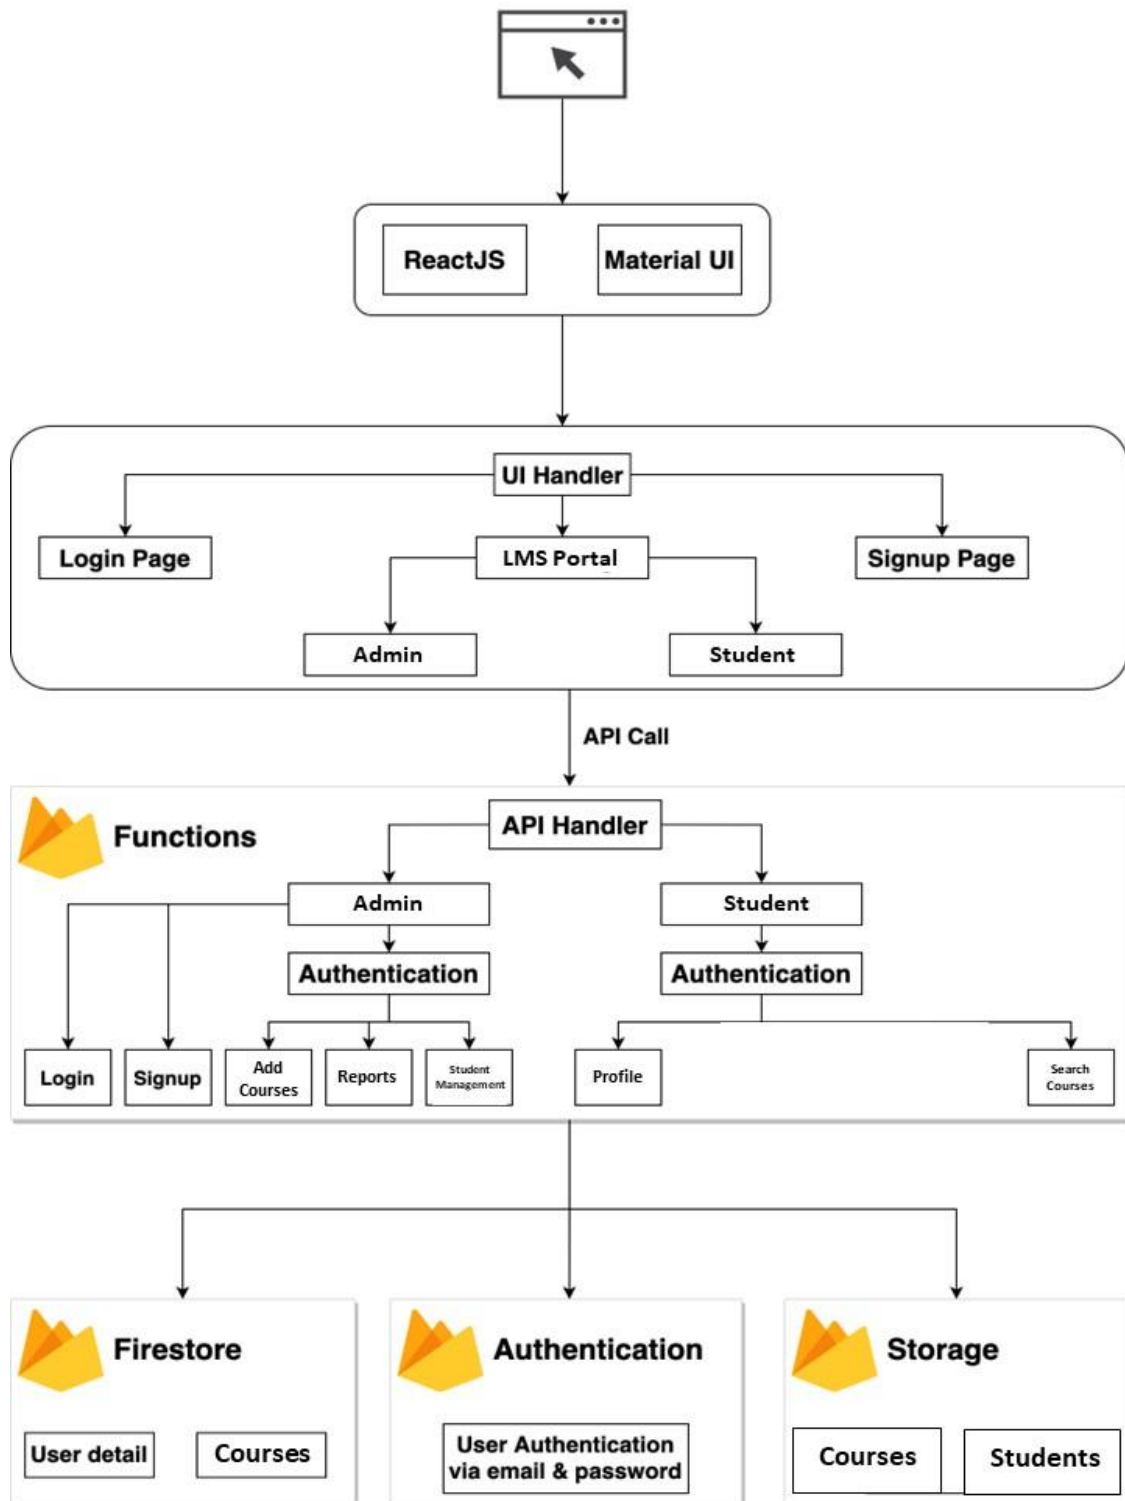 ReactJS
Material UI
UI Handler
Login Page
LMS Portal
Signup Page
Admin
Student
API Call
Functions
API Handler
Admin
Student
Authentication
Authentication
Login
Signup
Add
Courses
Reports
Student
Management
Profile
Search
Courses
Firestore
User detail
Courses
Authentication
User Authentication
via email & password
Storage
Courses
Students